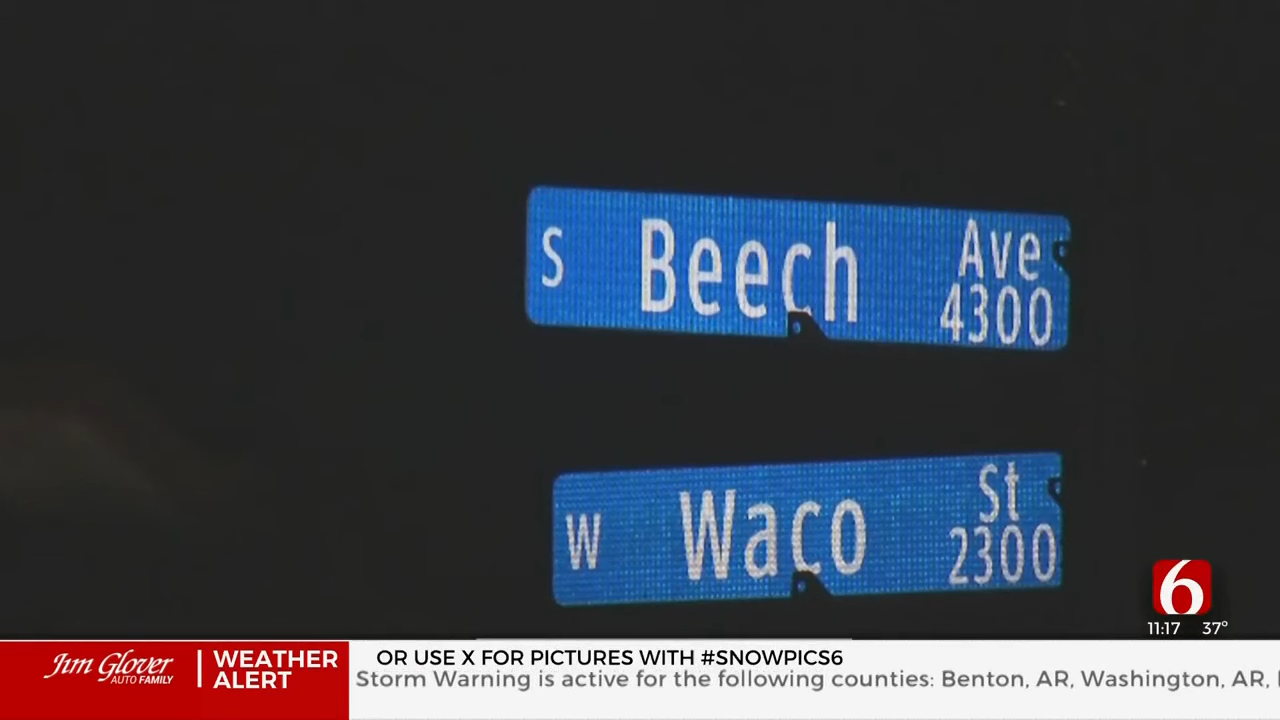 S Beech Ave
4300
W Waco St
2300
6
11:17 37°
Jim Glover
AUTO FAMILY
WEATHER
ALERT
OR USE X FOR PICTURES WITH #SNOWPICS6
Storm Warning is active for the following counties: Benton, AR, Washington, AR,